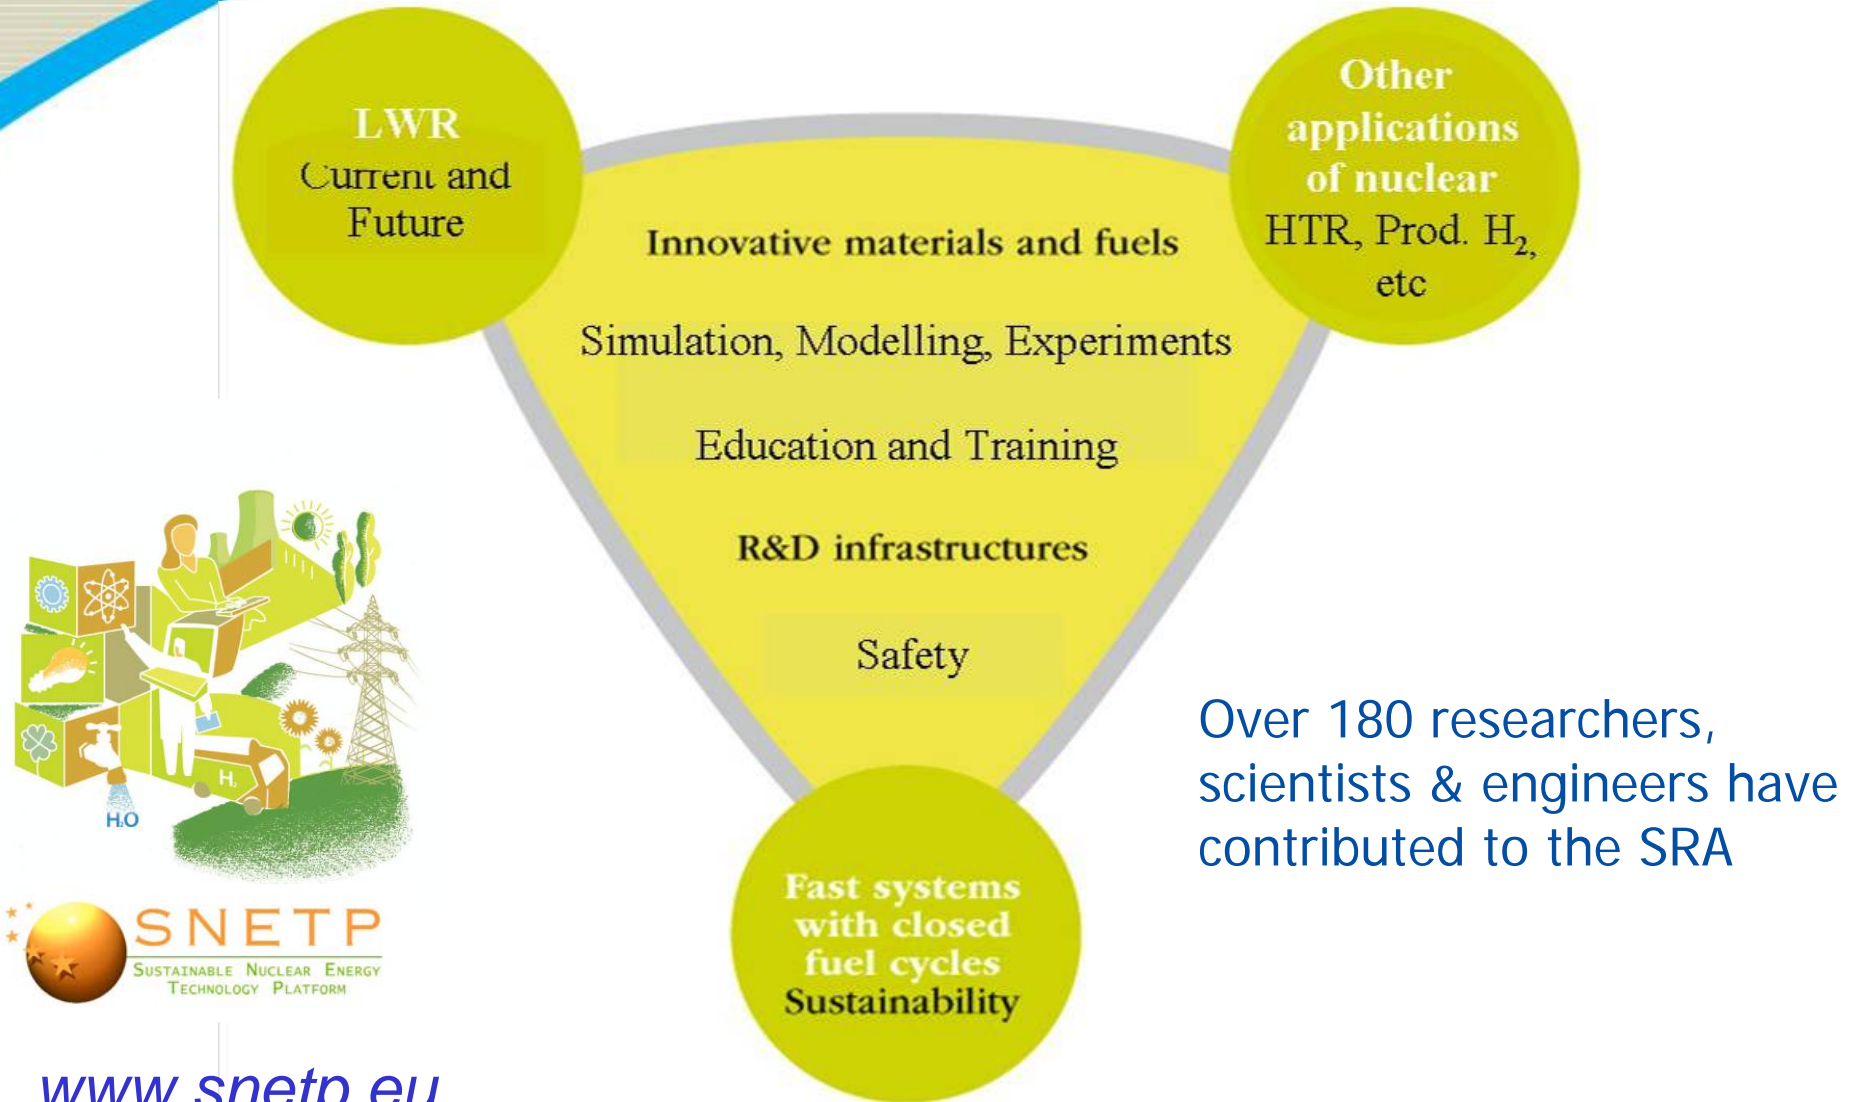 LWR
Current and
Future
Other
applications
of nuclear
HTR, Prod. H₂,
etc
Innovative materials and fuels
Simulation, Modelling, Experiments
Education and Training
R&D infrastructures
Safety
Fast systems
with closed
fuel cycles
Sustainability
Over 180 researchers,
scientists & engineers have
contributed to the SRA
H₂
H₂O
SNETP
SUSTAINABLE NUCLEAR ENERGY
TECHNOLOGY PLATFORM
www.snetp.eu